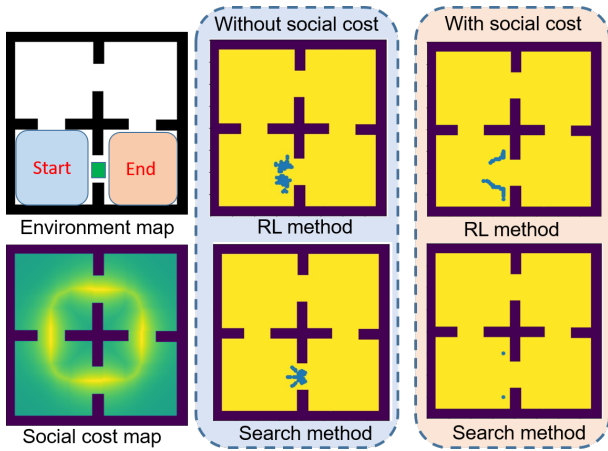 Without social cost
With social cost
Start
End
Environment map
RL method
RL method
Social cost map
Search method
Search method